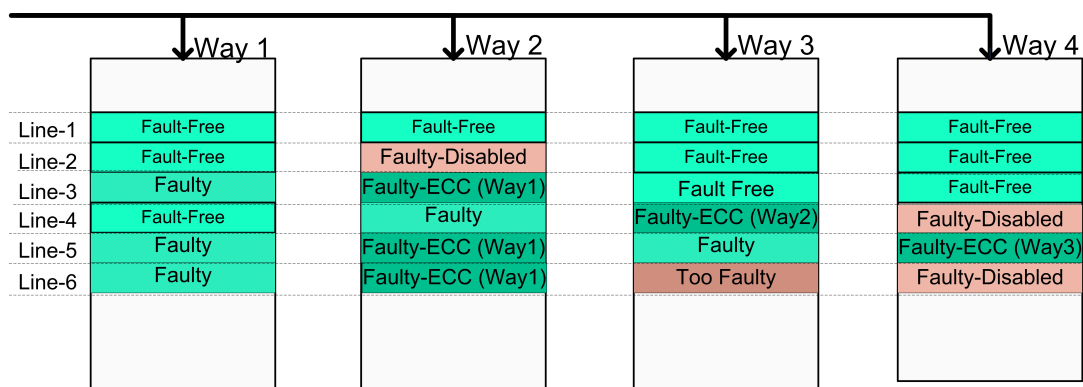 Way 1 Way 2 Way 3 Way 4
Line-1 Fault-Free Fault-Free Fault-Free Fault-Free
Line-2 Fault-Free Faulty-Disabled Fault-Free Fault-Free
Line-3 Faulty Faulty-ECC (Way1) Fault Free Fault-Free
Line-4 Fault-Free Faulty Faulty-ECC (Way2) Faulty-Disabled
Line-5 Faulty Faulty-ECC (Way1) Faulty Faulty-ECC (Way3)
Line-6 Faulty Faulty-ECC (Way1) Too Faulty Faulty-Disabled